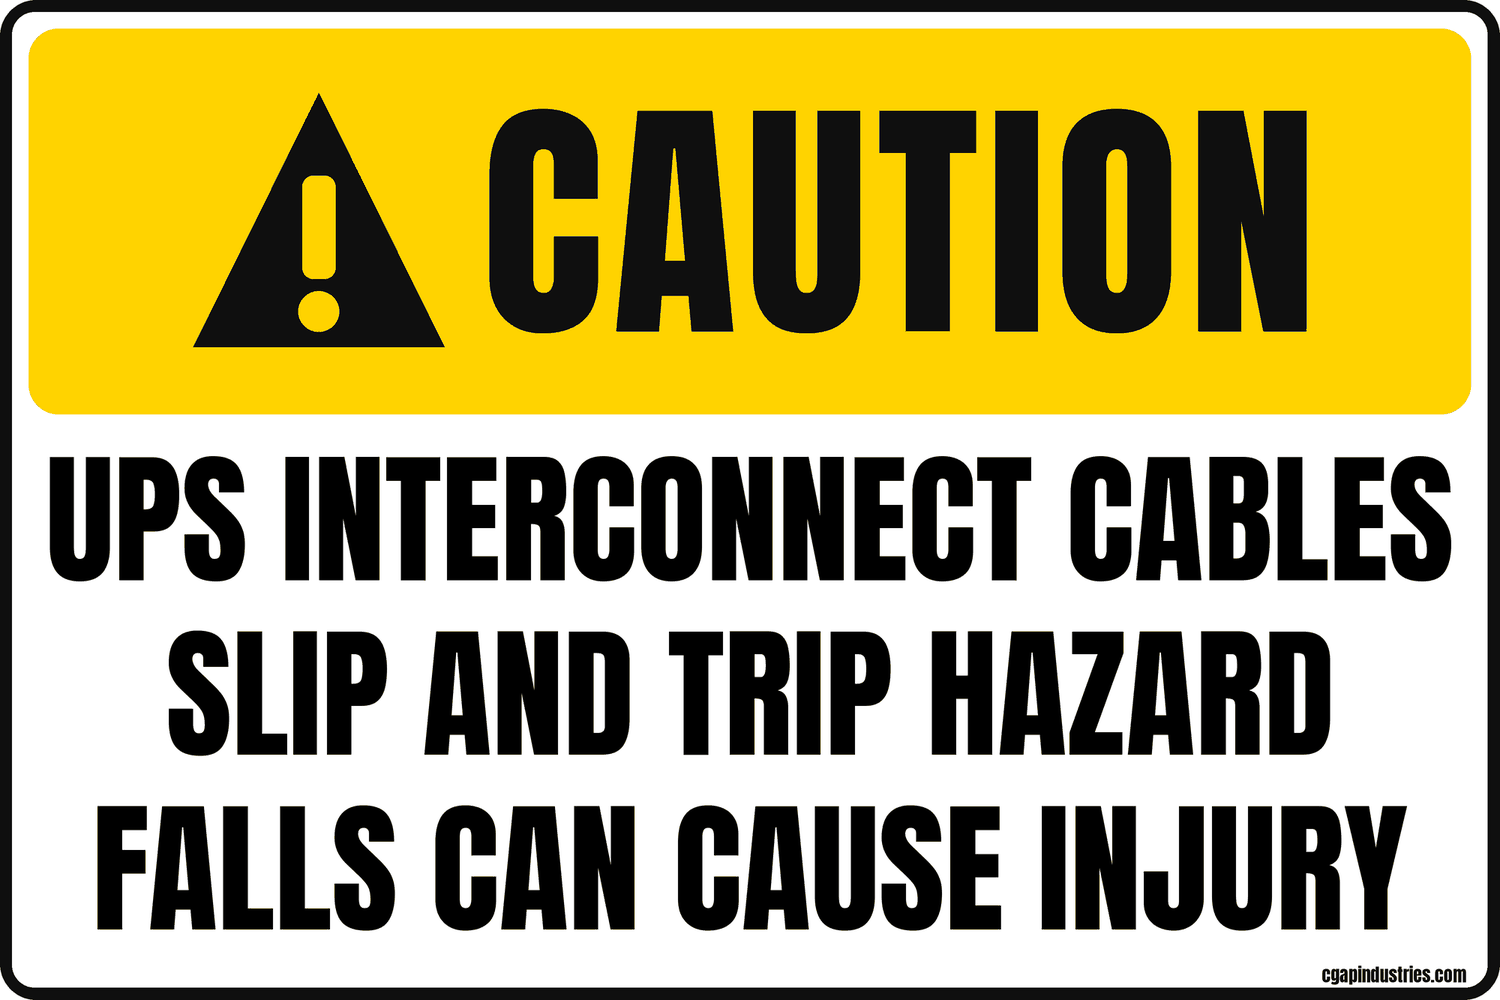 CAUTION
UPS INTERCONNECT CABLES
SLIP AND TRIP HAZARD
FALLS CAN CAUSE INJURY
cgapindustries.com